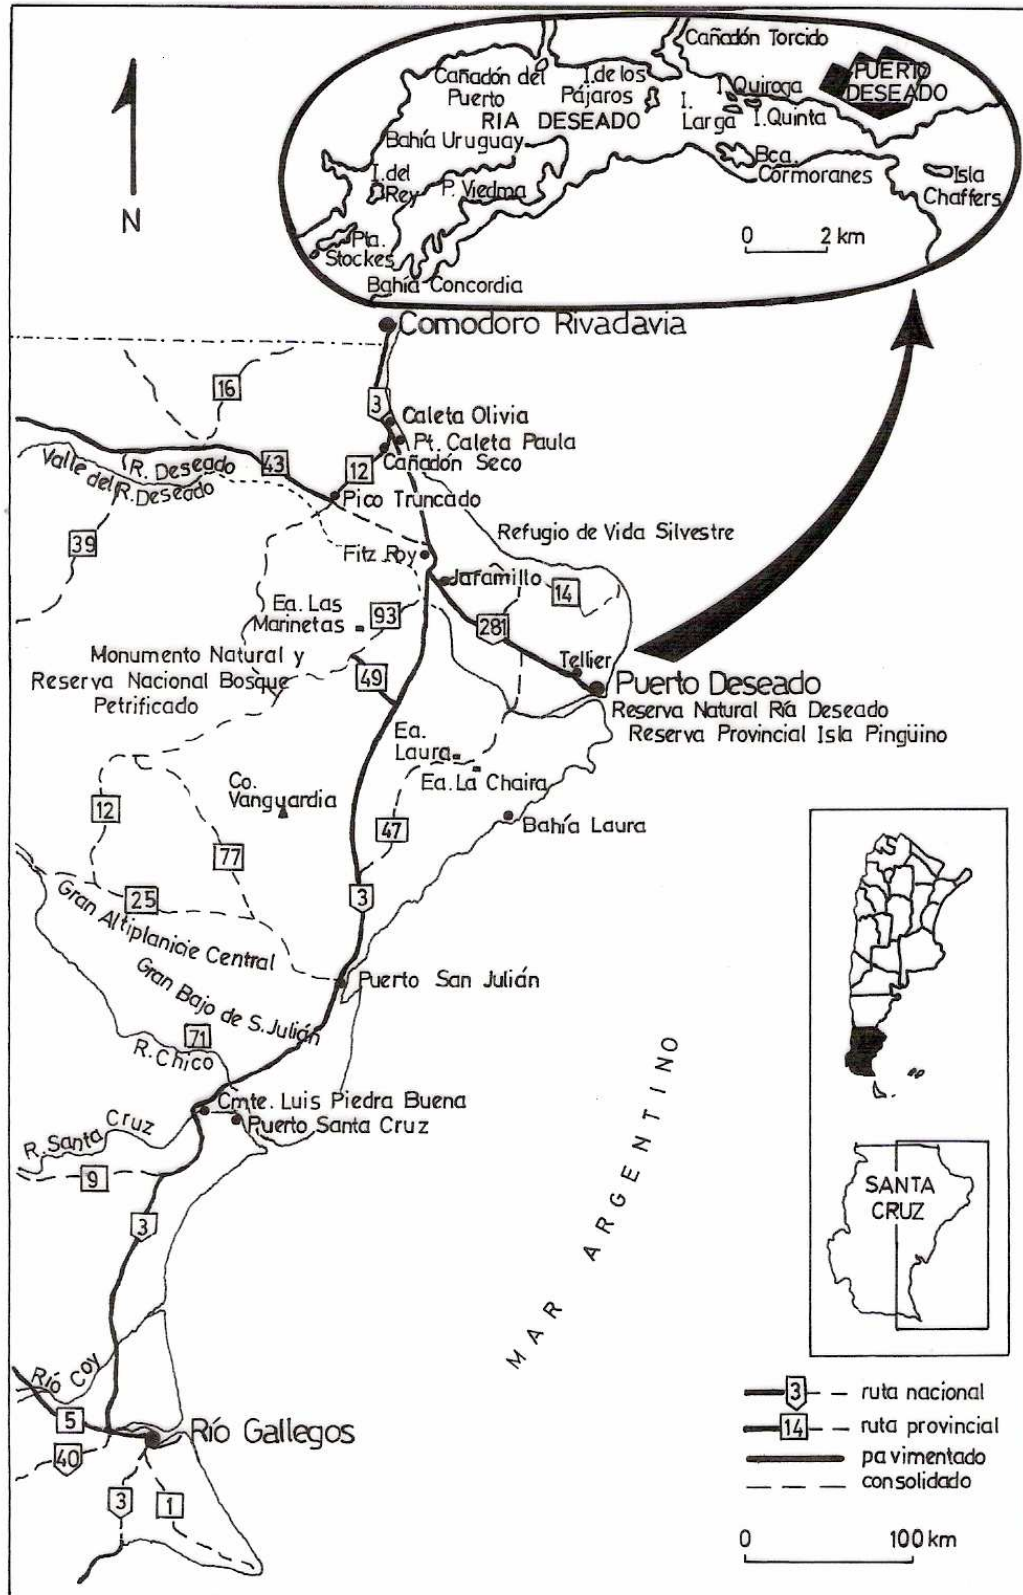 Cañadón Torcido
Cañadón del
Puerto
I. de los
Pájaros
I. Quiroga
PUERTO
DESEADO
RIA DESEADO
I.
Larga
I. Quinta
Bahía Uruguay
Bca.
Cormoranes
I. del
Rey
P. Viedma
Isla
Chaffers
Pta.
Stockes
0 2 km
Bahía Concordia
N
Comodoro Rivadavia
16
3
Caleta Olivia
Pt. Caleta Paula
Cañadón Seco
R. Deseado
43
12
Valle del R. Deseado
Pico Truncado
39
Refugio de Vida Silvestre
Fitz Roy
Jaramillo
14
Ea. Las
Marinetas
93
281
Monumento Natural y
Reserva Nacional Bosque
Petrificado
49
Tellier
Puerto Deseado
Reserva Natural Ría Deseado
Reserva Provincial Isla Pingüino
Ea.
Laura
Ea. La Chaira
Co.
Vanguardia
12
47
Bahía Laura
77
25
3
Gran Altiplanicie Central
Puerto San Julián
Gran Bajo de S. Julián
71
R. Chico
MAR ARGENTINO
Cmte. Luis Piedra Buena
Puerto Santa Cruz
R. Santa Cruz
9
3
SANTA
CRUZ
Río Coy
5
Río Gallegos
40
3
1
3 ruta nacional
14 ruta provincial
pavimentado
consolidado
0 100 km